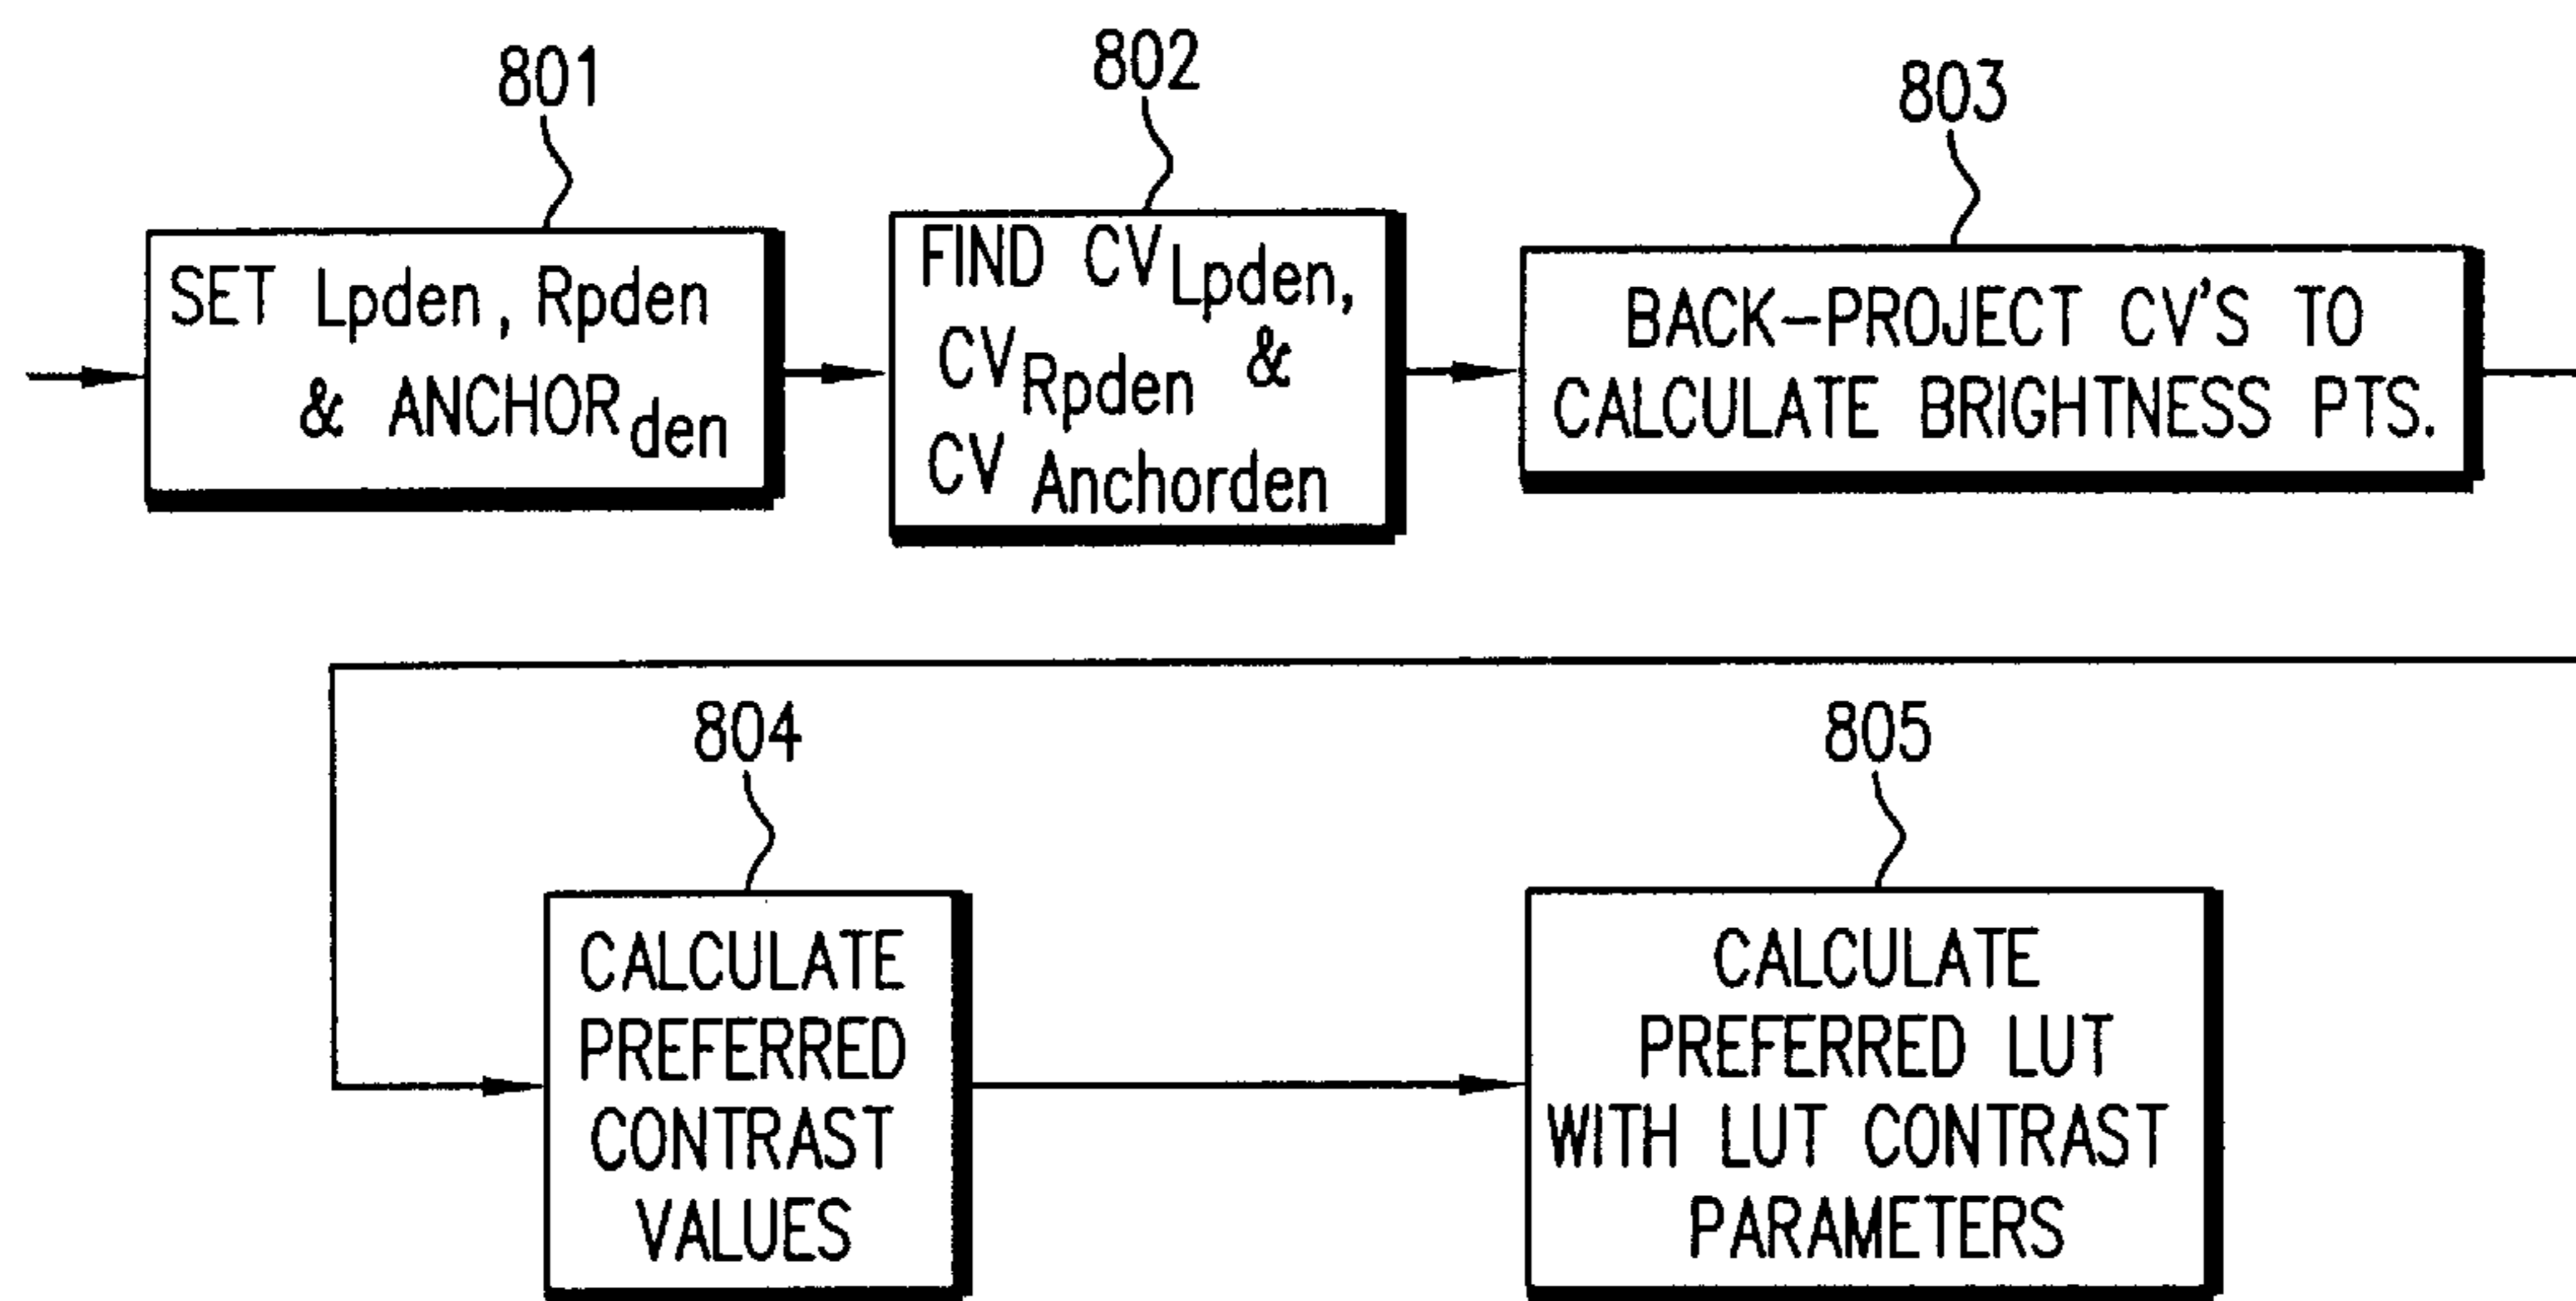 801
SET Lpden, Rpden
& ANCHORden
802
FIND CVLpden,
CVRpden &
CV Anchorden
803
BACK-PROJECT CV'S TO
CALCULATE BRIGHTNESS PTS.
804
CALCULATE
PREFERRED
CONTRAST
VALUES
805
CALCULATE
PREFERRED LUT
WITH LUT CONTRAST
PARAMETERS